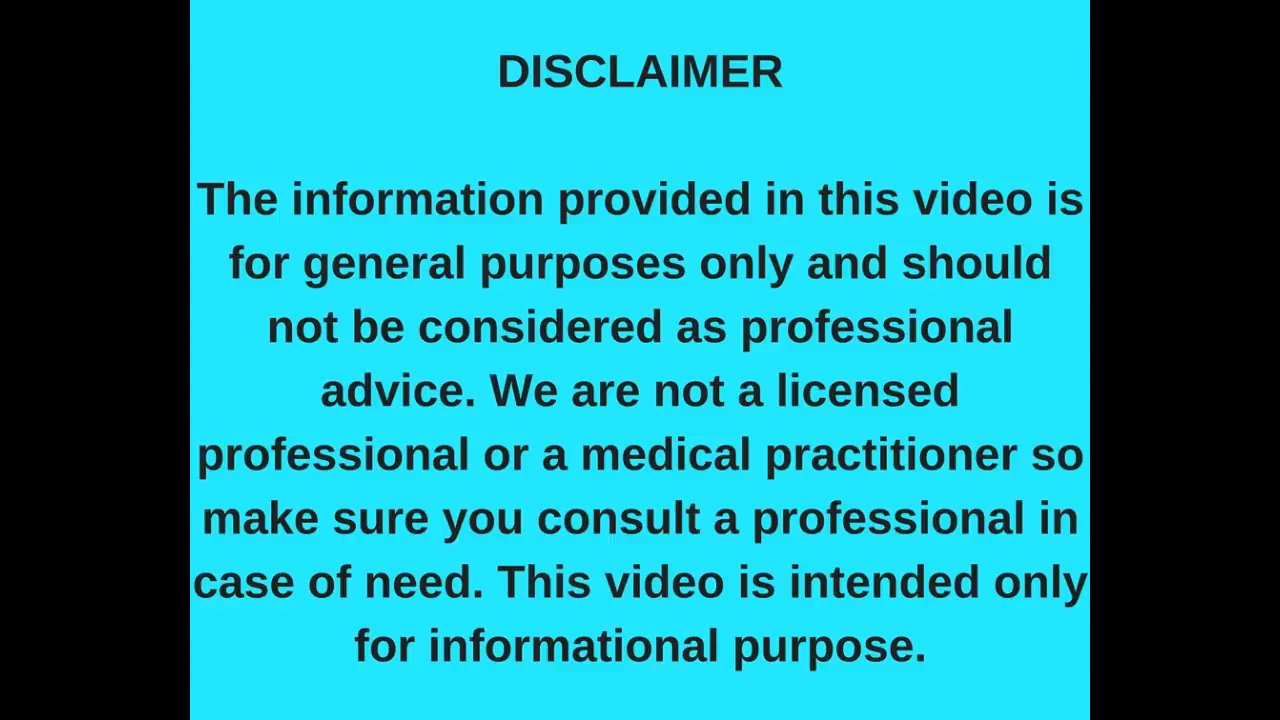 DISCLAIMER
The information provided in this video is
for general purposes only and should
not be considered as professional
advice. We are not a licensed
professional or a medical practitioner so
make sure you consult a professional in
case of need. This video is intended only
for informational purpose.